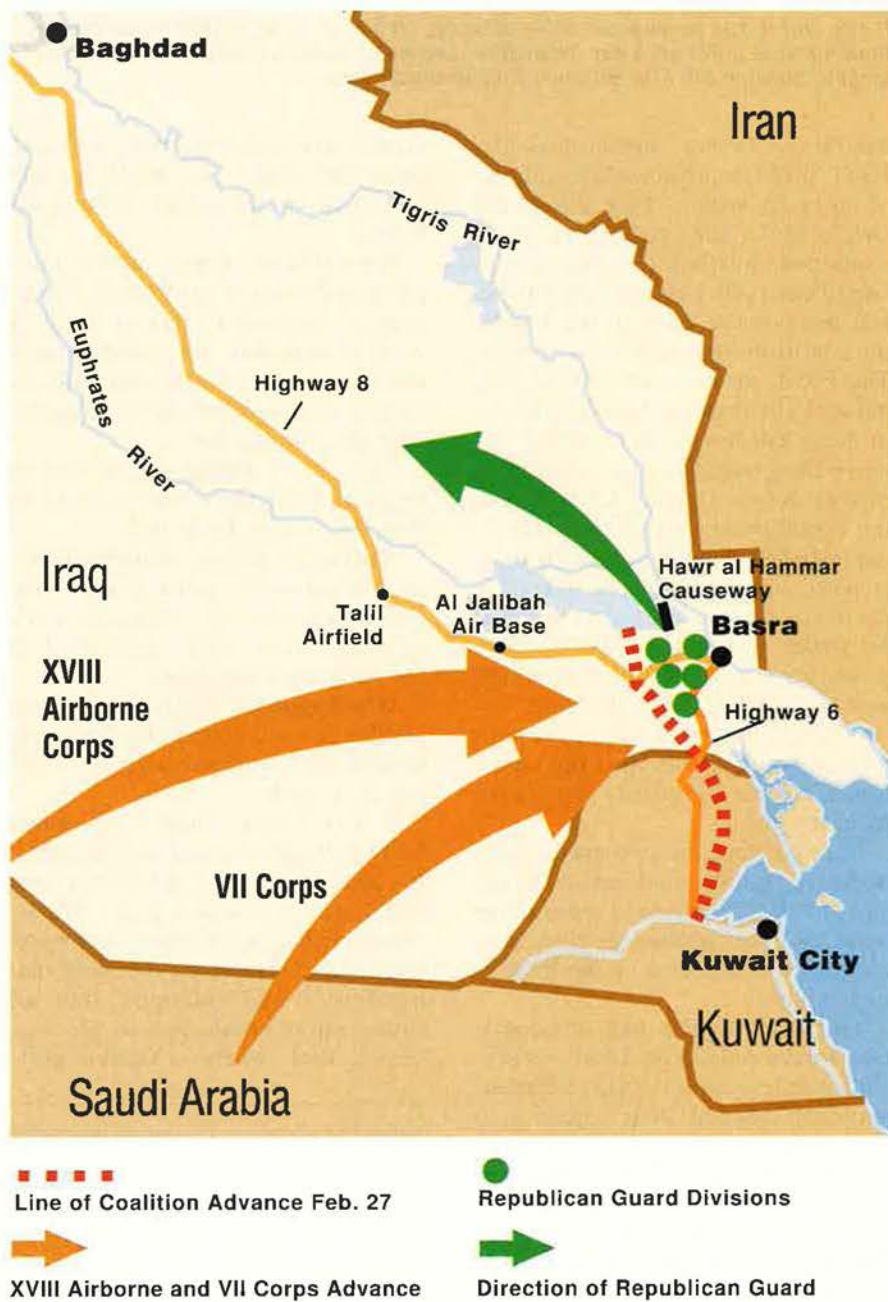 Baghdad
Iran
Tigris River
Euphrates
River
Highway 8
Iraq
Hawr al Hammar
Causeway
Talil
Airfield
Al Jalibah
Air Base
Basra
XVIII
Airborne
Corps
Highway 6
VII Corps
Kuwait City
Kuwait
Saudi Arabia
Line of Coalition Advance Feb. 27
Republican Guard Divisions
XVIII Airborne and VII Corps Advance
Direction of Republican Guard